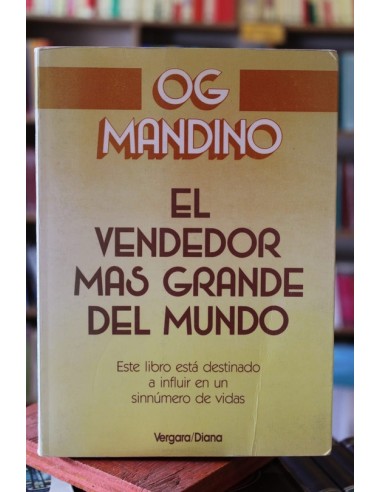 OG
MANDINO
EL
VENDEDOR
MAS GRANDE
DEL MUNDO
Este libro está destinado
a influir en un
sinnúmero de vidas
Vergara/Diana